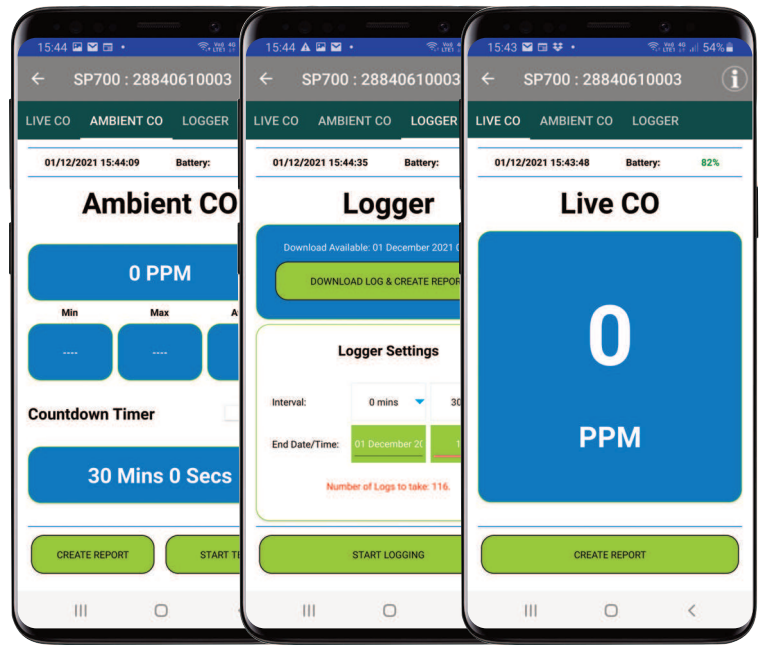 15:44
SP700 : 28840610003
LIVE CO AMBIENT CO LOGGER
01/12/2021 15:44:09 Battery:
Ambient CO
0 PPM
Min Max
---- ----
Countdown Timer
30 Mins 0 Secs
CREATE REPORT START
15:44
SP700 : 28840610003
LIVE CO AMBIENT CO LOGGER
01/12/2021 15:44:35 Battery:
Logger
Download Available: 01 December 2021
DOWNLOAD LOG & CREATE REPOR
Logger Settings
Interval: 0 mins 30
End Date/Time: 01 December 20 1
Number of Logs to take: 116.
START LOGGING
15:43 54%
SP700 : 28840610003
LIVE CO AMBIENT CO LOGGER
01/12/2021 15:43:48 Battery: 82%
Live CO
0
PPM
CREATE REPORT